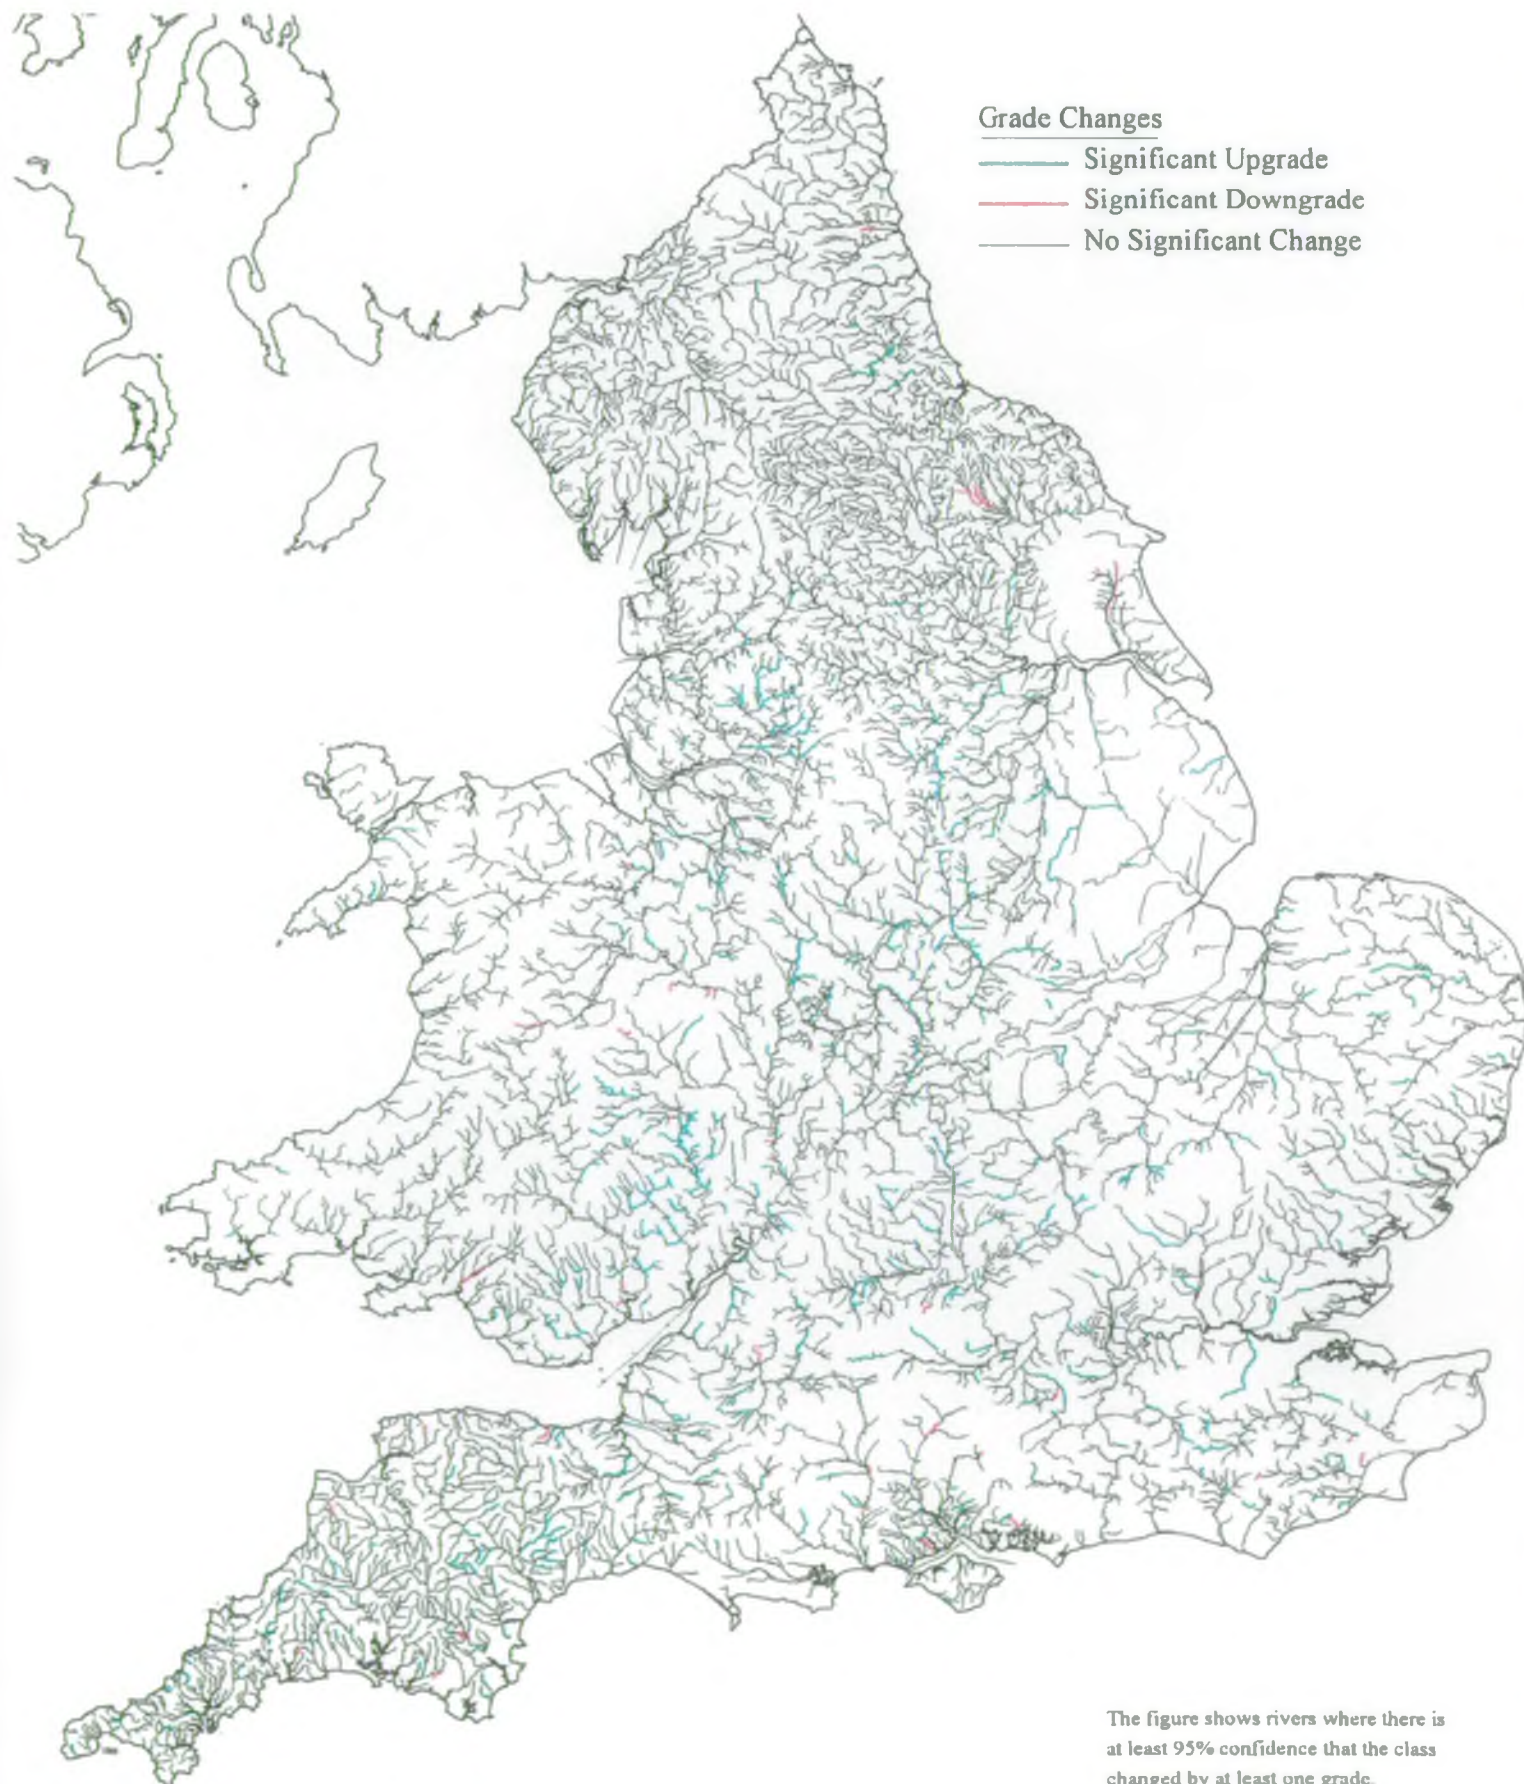 Grade Changes
Significant Upgrade
Significant Downgrade
No Significant Change
The figure shows rivers where there is
at least 95% confidence that the class
changed by at least one grade.